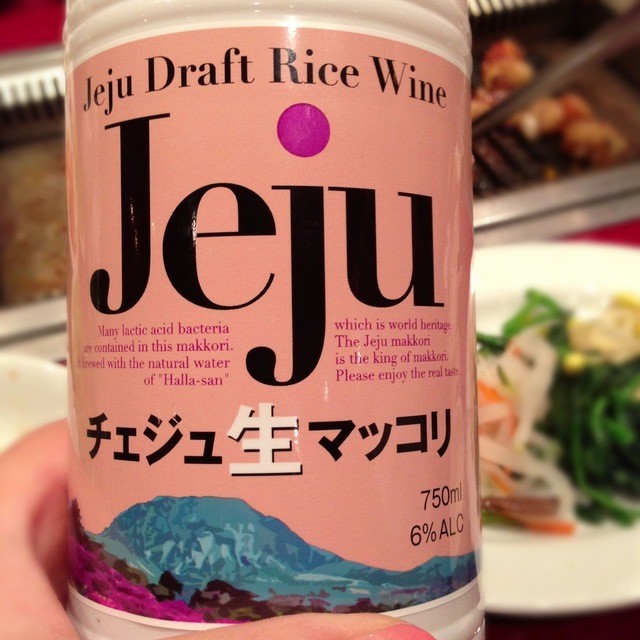 Jeju Draft Rice Wine
Jeju
Many lactic acid bacteria
are contained in this makkori.
brewed with the natural water
of "Halla-san"
which is world heritage.
The Jeju makkori
is the king of makkori.
Please enjoy the real taste.
チェジュ生マッコリ
750ml
6%ALC